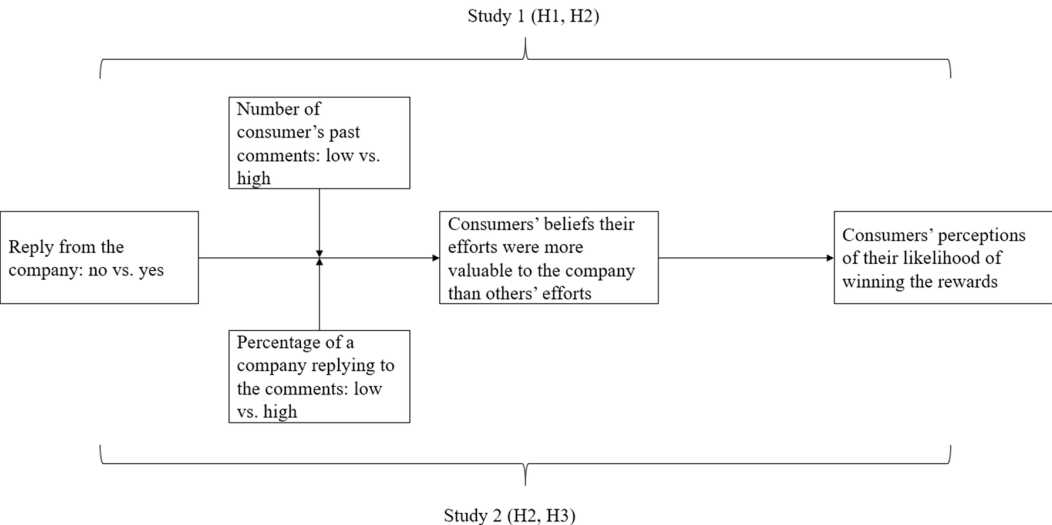 Study 1 (H1, H2)
Number of
consumer's past
comments: low vs.
high
Reply from the
company: no vs. yes
Consumers' beliefs their
efforts were more
valuable to the company
than others' efforts
Consumers' perceptions
of their likelihood of
winning the rewards
Percentage of a
company replying to
the comments: low
vs. high
Study 2 (H2, H3)